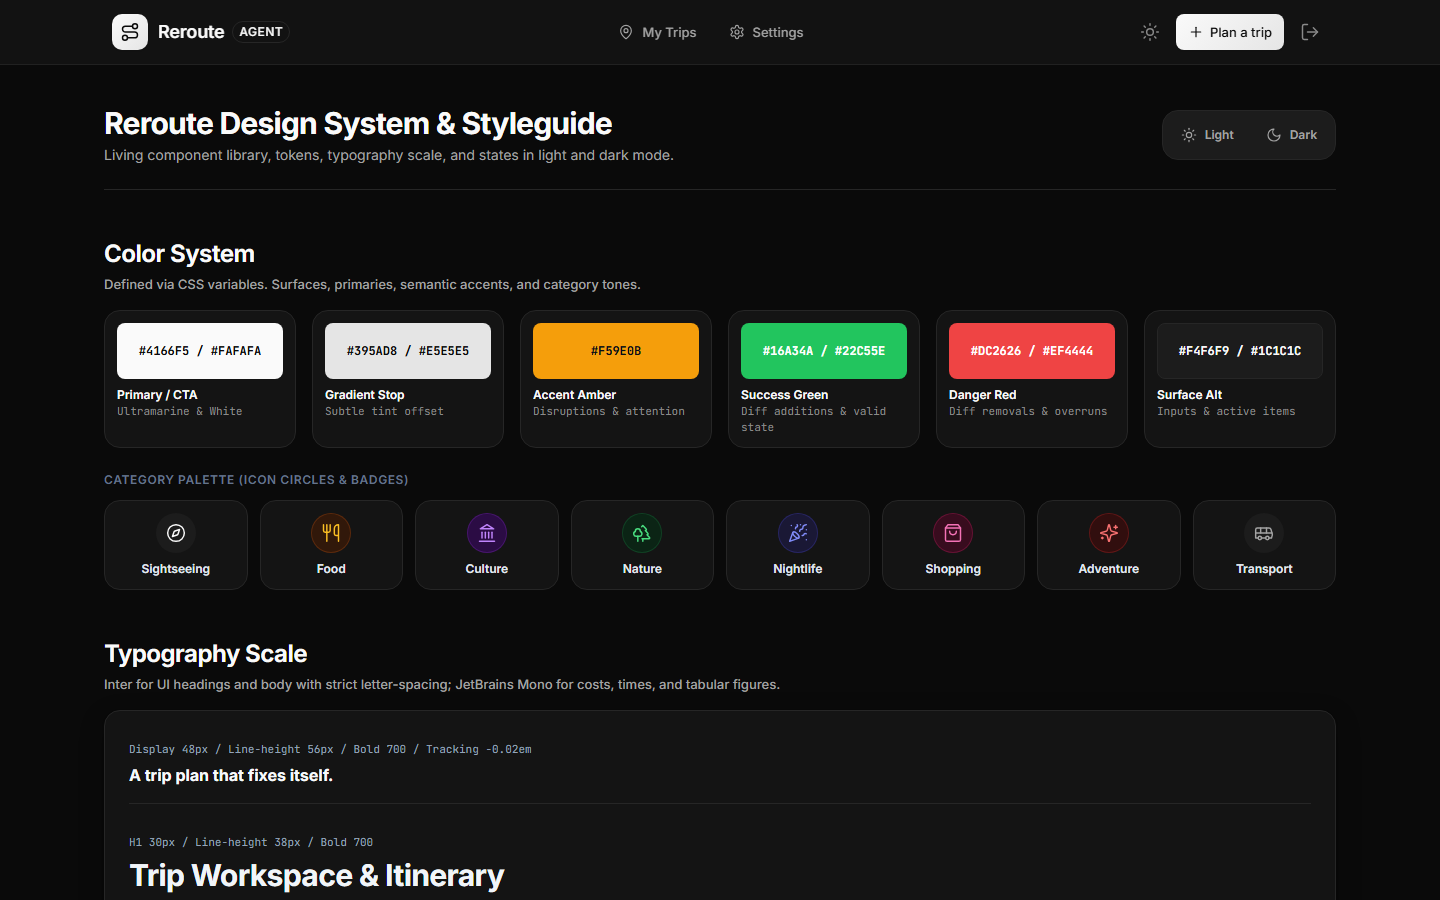 Reroute AGENT
My Trips
Settings
Plan a trip
Reroute Design System & Styleguide
Living component library, tokens, typography scale, and states in light and dark mode.
Light
Dark
Color System
Defined via CSS variables. Surfaces, primaries, semantic accents, and category tones.
#4166F5 / #FAFAFA
Primary / CTA
Ultramarine & White
#395AD8 / #E5E5E5
Gradient Stop
Subtle tint offset
#F59E0B
Accent Amber
Disruptions & attention
#16A34A / #22C55E
Success Green
Diff additions & valid
state
#DC2626 / #EF4444
Danger Red
Diff removals & overruns
#F4F6F9 / #1C1C1C
Surface Alt
Inputs & active items
CATEGORY PALETTE (ICON CIRCLES & BADGES)
Sightseeing
Food
Culture
Nature
Nightlife
Shopping
Adventure
Transport
Typography Scale
Inter for UI headings and body with strict letter-spacing; JetBrains Mono for costs, times, and tabular figures.
Display 48px / Line-height 56px / Bold 700 / Tracking -0.02em
A trip plan that fixes itself.
H1 30px / Line-height 38px / Bold 700
Trip Workspace & Itinerary